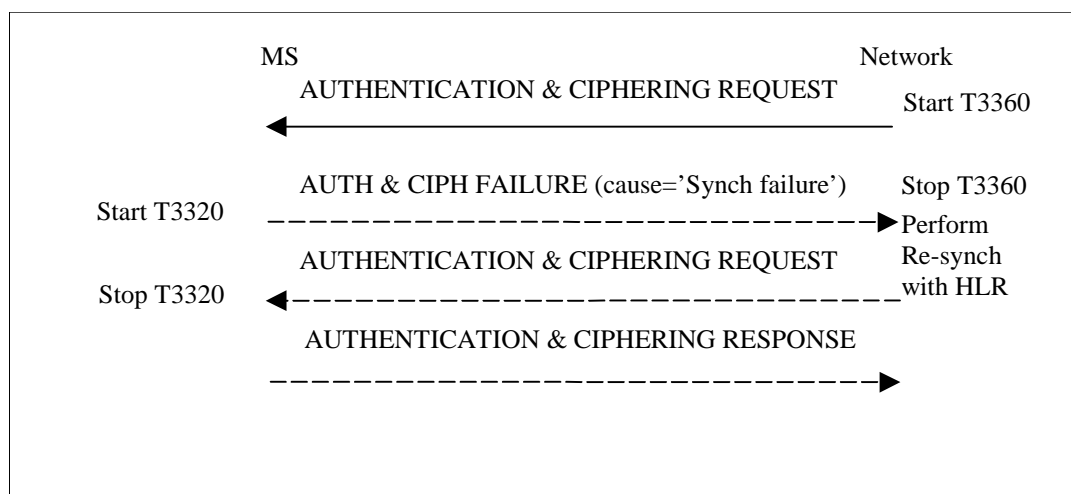 MS
Network
AUTHENTICATION & CIPHERING REQUEST
Start T3360
AUTH & CIPH FAILURE (cause=’Synch failure’)
Stop T3360
Start T3320
Perform
Re-synch
with HLR
AUTHENTICATION & CIPHERING REQUEST
Stop T3320
AUTHENTICATION & CIPHERING RESPONSE